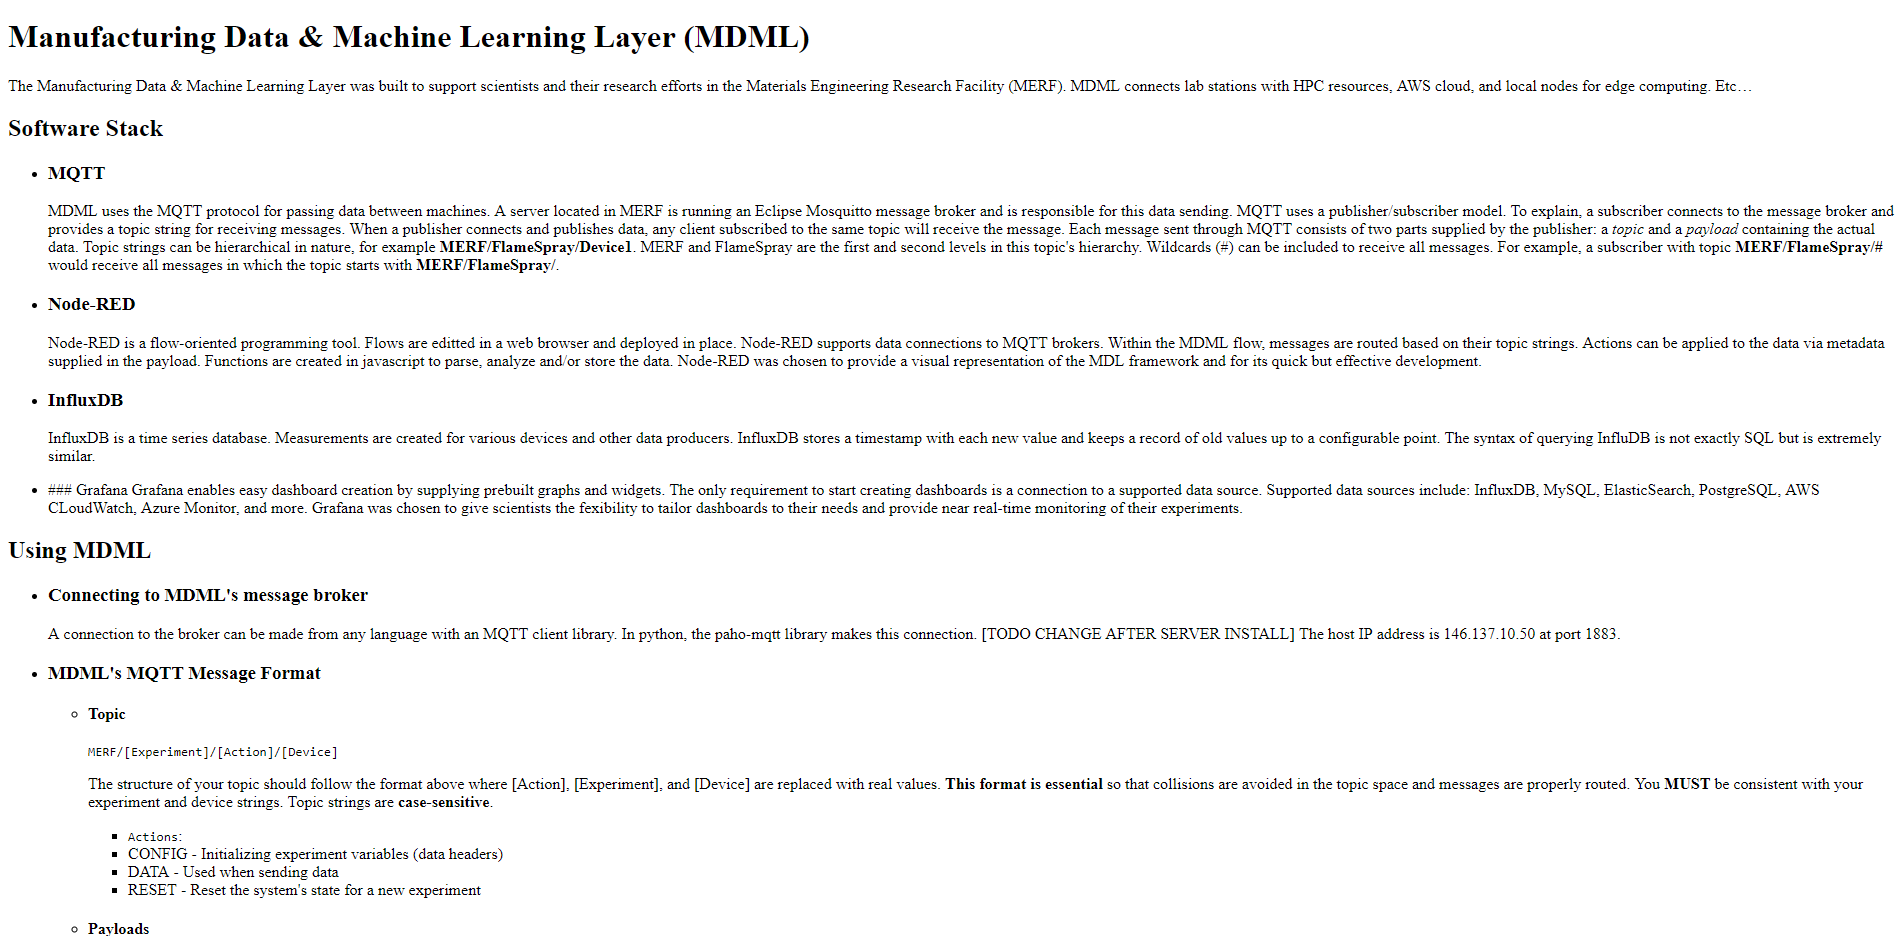 Manufacturing Data & Machine Learning Layer (MDML)
The Manufacturing Data & Machine Learning Layer was built to support scientists and their research efforts in the Materials Engineering Research Facility (MERF). MDML connects lab stations with HPC resources, AWS cloud, and local nodes for edge computing. Etc…
Software Stack
• MQTT
MDML uses the MQTT protocol for passing data between machines. A server located in MERF is running an Eclipse Mosquitto message broker and is responsible for this data sending. MQTT uses a publisher/subscriber model. To explain, a subscriber connects to the message broker and
provides a topic string for receiving messages. When a publisher connects and publishes data, any client subscribed to the same topic will receive the message. Each message sent through MQTT consists of two parts supplied by the publisher: a topic and a payload containing the actual
data. Topic strings can be hierarchical in nature, for example MERF/FlameSpray/Device1. MERF and FlameSpray are the first and second levels in this topic's hierarchy. Wildcards (#) can be included to receive all messages. For example, a subscriber with topic MERF/FlameSpray/#
would receive all messages in which the topic starts with MERF/FlameSpray/.
• Node-RED
Node-RED is a flow-oriented programming tool. Flows are editted in a web browser and deployed in place. Node-RED supports data connections to MQTT brokers. Within the MDML flow, messages are routed based on their topic strings. Actions can be applied to the data via metadata
supplied in the payload. Functions are created in javascript to parse, analyze and/or store the data. Node-RED was chosen to provide a visual representation of the MDL framework and for its quick but effective development.
• InfluxDB
InfluxDB is a time series database. Measurements are created for various devices and other data producers. InfluxDB stores a timestamp with each new value and keeps a record of old values up to a configurable point. The syntax of querying InfluDB is not exactly SQL but is extremely
similar.
• ### Grafana Grafana enables easy dashboard creation by supplying prebuilt graphs and widgets. The only requirement to start creating dashboards is a connection to a supported data source. Supported data sources include: InfluxDB, MySQL, ElasticSearch, PostgreSQL, AWS
CLoudWatch, Azure Monitor, and more. Grafana was chosen to give scientists the fexibility to tailor dashboards to their needs and provide near real-time monitoring of their experiments.
Using MDML
• Connecting to MDML's message broker
A connection to the broker can be made from any language with an MQTT client library. In python, the paho-mqtt library makes this connection. [TODO CHANGE AFTER SERVER INSTALL] The host IP address is 146.137.10.50 at port 1883.
• MDML's MQTT Message Format
◦ Topic
MERF/[Experiment]/[Action]/[Device]
The structure of your topic should follow the format above where [Action], [Experiment], and [Device] are replaced with real values. This format is essential so that collisions are avoided in the topic space and messages are properly routed. You MUST be consistent with your
experiment and device strings. Topic strings are case-sensitive.
▪ Actions:
▪ CONFIG - Initializing experiment variables (data headers)
▪ DATA - Used when sending data
▪ RESET - Reset the system's state for a new experiment
◦ Payloads